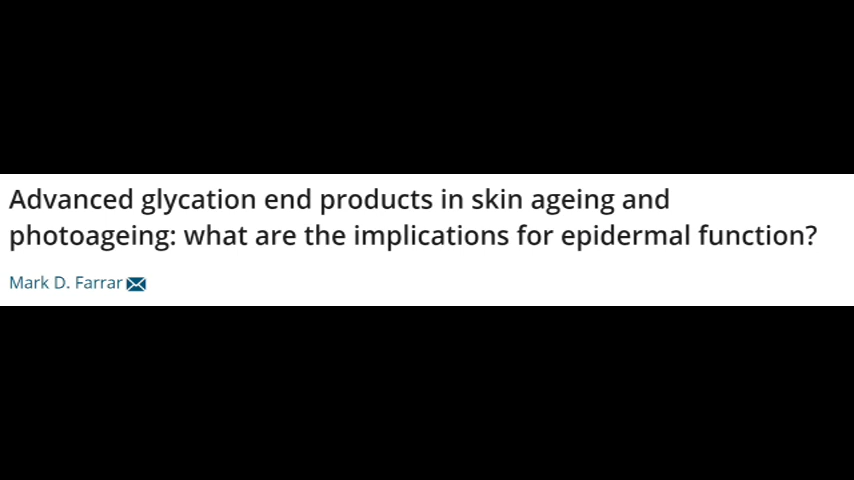 Advanced glycation end products in skin ageing and
photoageing: what are the implications for epidermal function?
Mark D. Farrar